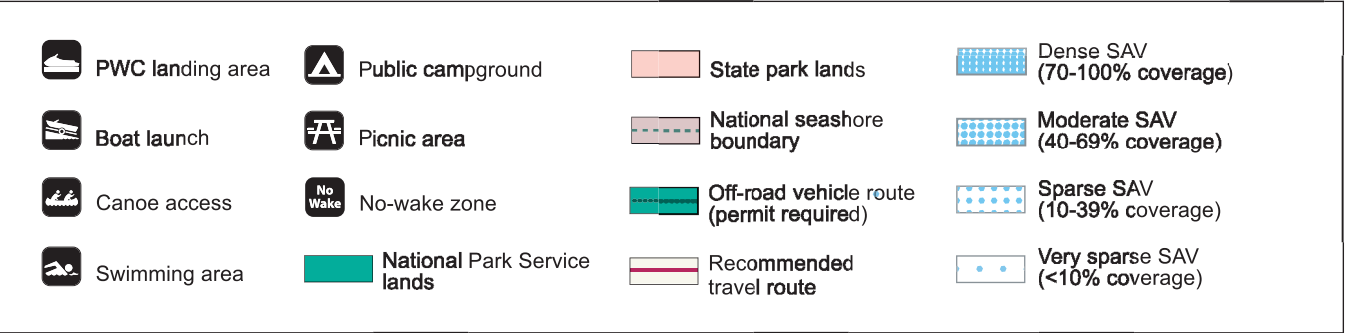 PWC landing area
Boat launch
Canoe access
Swimming area
Public campground
Picnic area
No
Wake
No-wake zone
National Park Service
lands
State park lands
National seashore
boundary
Off-road vehicle route
(permit required)
Recommended
travel route
Dense SAV
(70-100% coverage)
Moderate SAV
(40-69% coverage)
Sparse SAV
(10-39% coverage)
Very sparse SAV
(<10% coverage)